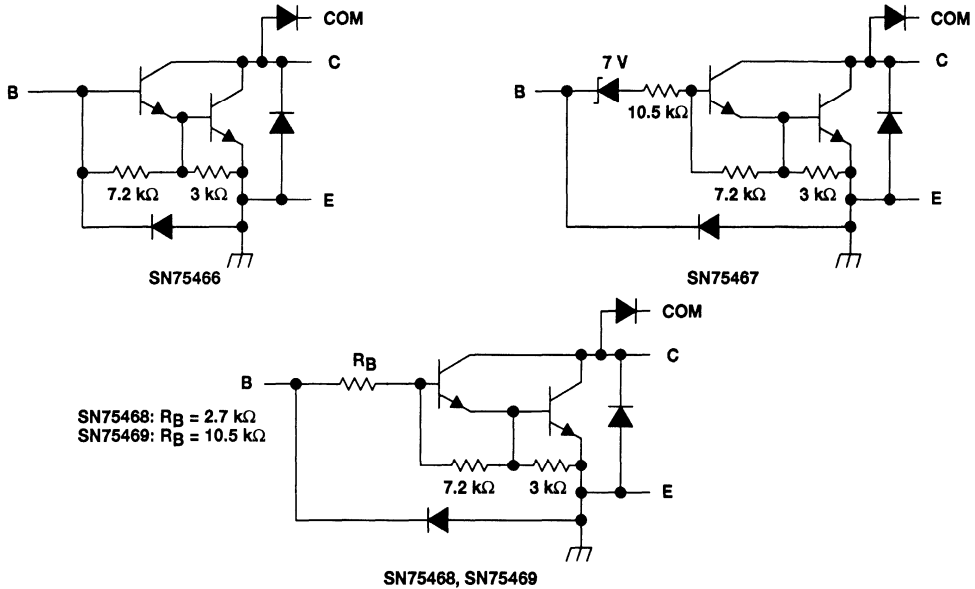 COM
C
B
7.2 kΩ
3 kΩ
E
SN75466
COM
C
7 V
B
10.5 kΩ
7.2 kΩ
3 kΩ
E
SN75467
COM
C
RB
B
SN75468: RB = 2.7 kΩ
SN75469: RB = 10.5 kΩ
7.2 kΩ
3 kΩ
E
SN75468, SN75469